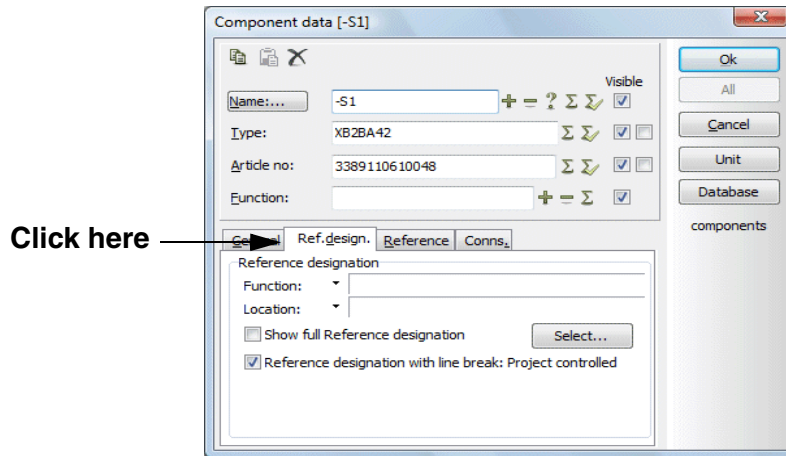 Component data [-S1]
Visible
Name:... -S1 + = ? Σ Σ
Type: XB2BA42 Σ Σ
Article no: 3389110610048 Σ Σ
Function: + = Σ
Ok
All
Cancel
Unit
Database
components
Click here
Ref.design. Reference Conns.
Reference designation
Function:
Location:
Show full Reference designation Select...
Reference designation with line break: Project controlled